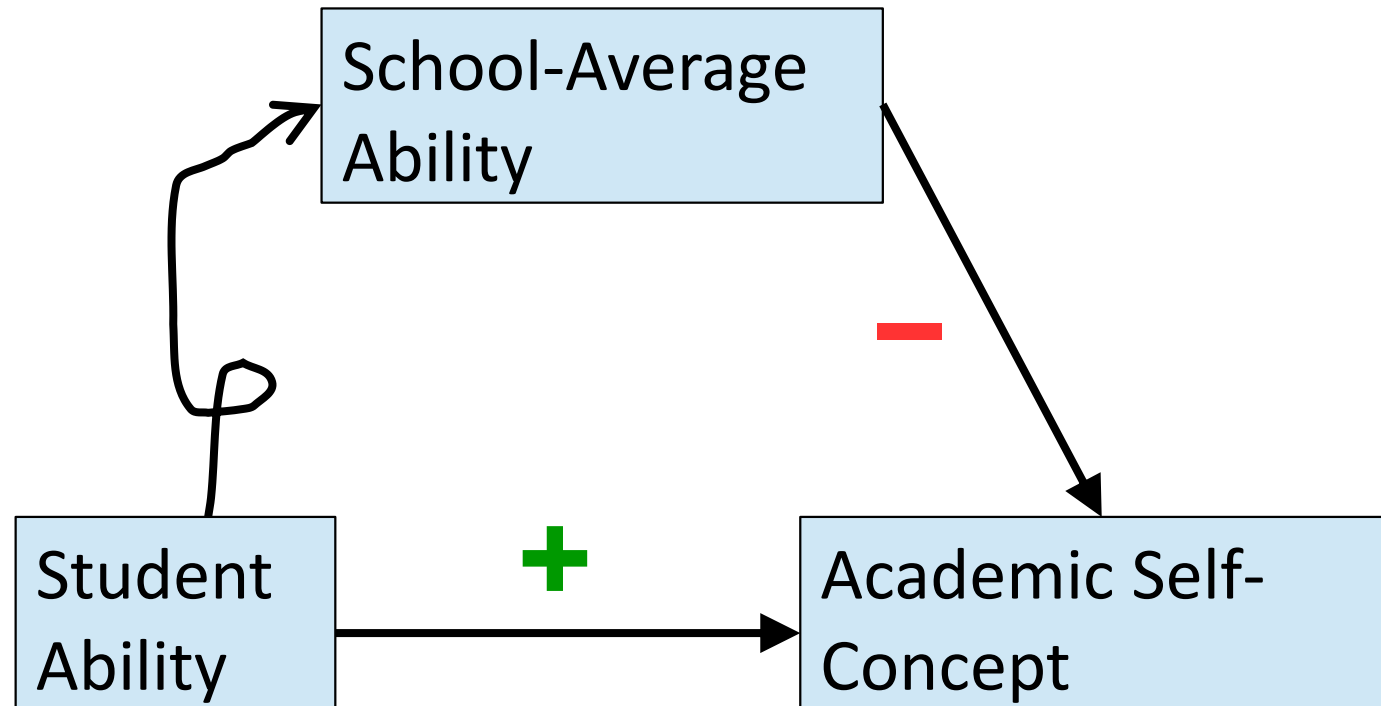 School-Average
Ability
−
+
Student
Ability
Academic Self-
Concept